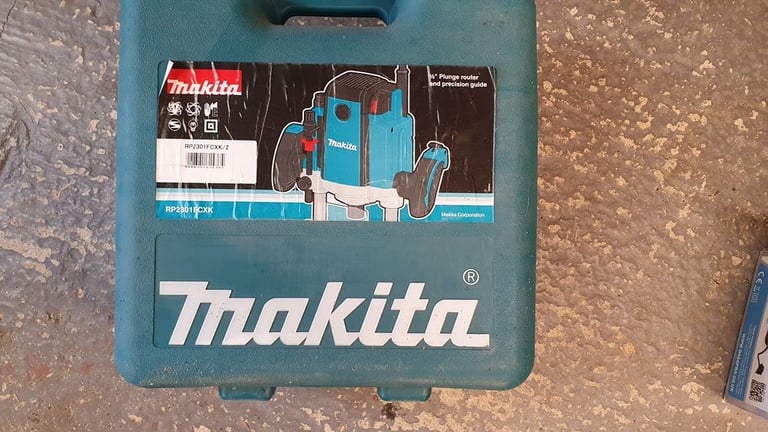 makita
½" Plunge router
and precision guide
makita
RP2301FCXK/2
RP2301FCXK
Makita Corporation
makita®